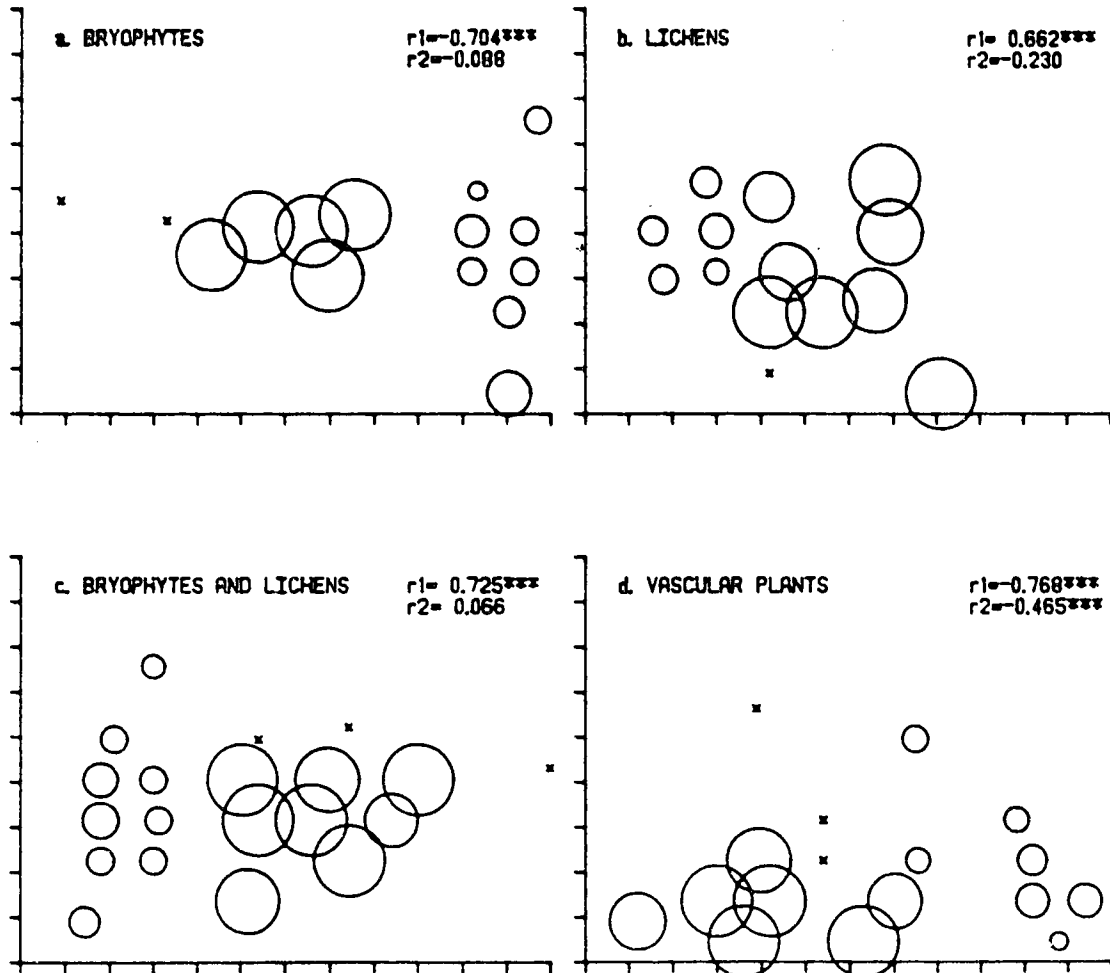 a. BRYOPHYTES
r1=-0.704***
r2=-0.088
b. LICHENS
r1= 0.662***
r2=-0.230
c. BRYOPHYTES AND LICHENS
r1= 0.725***
r2= 0.066
d. VASCULAR PLANTS
r1=-0.768***
r2=-0.465***